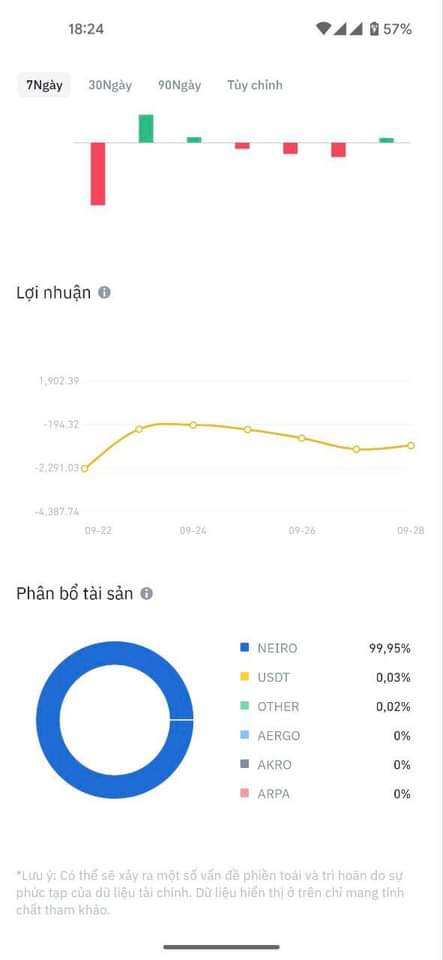 18:24 57%
7Ngày 30Ngày 90Ngày Tùy chỉnh
Lợi nhuận
1,902.39
-194.32
-2,291.03
-4,387.74
09-22 09-24 09-26 09-28
Phân bổ tài sản
NEIRO 99,95%
USDT 0,03%
OTHER 0,02%
AERGO 0%
AKRO 0%
ARPA 0%
*Lưu ý: Có thể sẽ xảy ra một số vấn đề phiền toái và trì hoãn do sự
phức tạp của dữ liệu tài chính. Dữ liệu hiển thị ở trên chỉ mang tính
chất tham khảo.